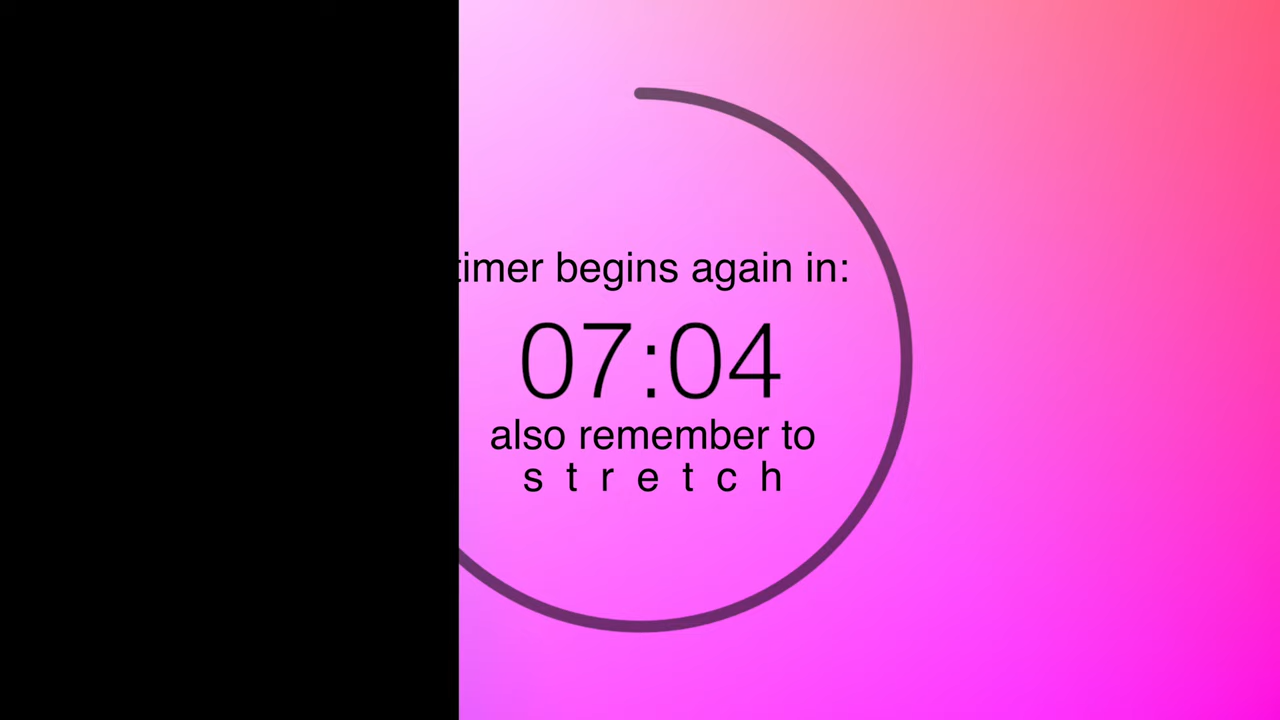 timer begins again in:
07:04
also remember to
s t r e t c h